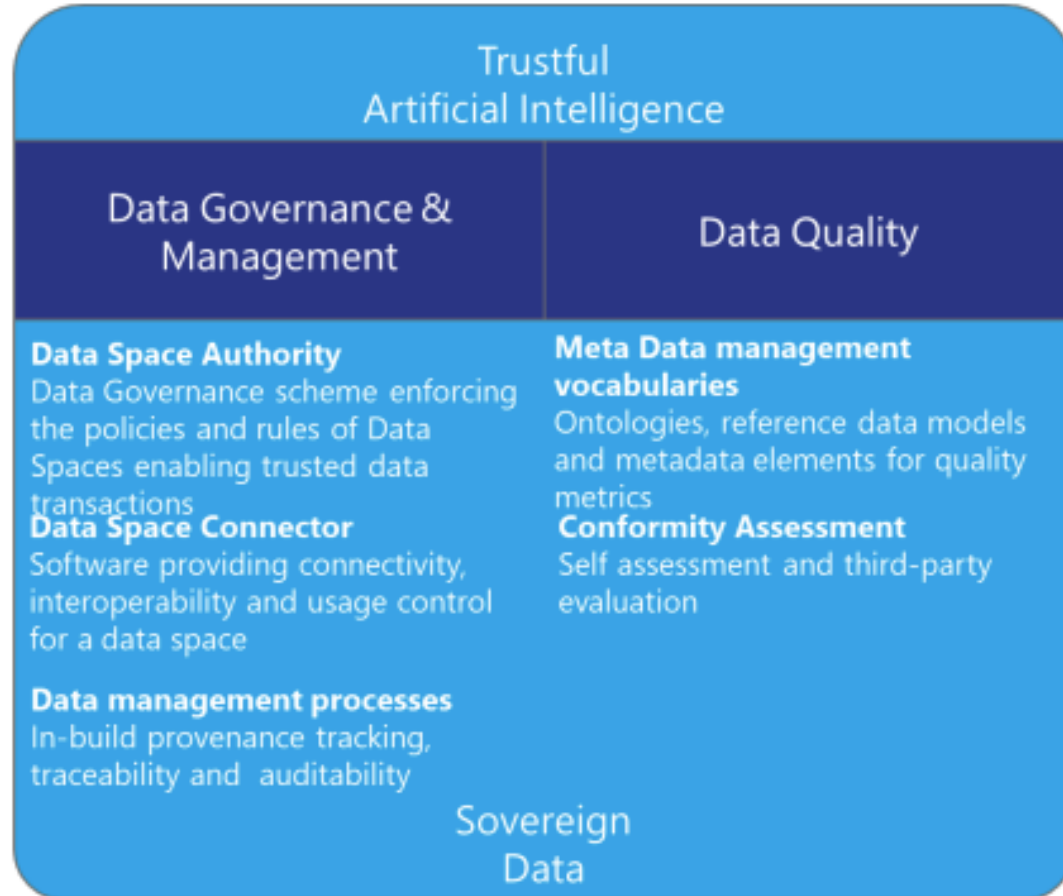 Trustful
Artificial Intelligence
Data Governance &
Management
Data Quality
Data Space Authority
Data Governance scheme enforcing
the policies and rules of Data
Spaces enabling trusted data
transactions
Data Space Connector
Software providing connectivity,
interoperability and usage control
for a data space
Data management processes
In-build provenance tracking,
traceability and auditability
Meta Data management
vocabularies
Ontologies, reference data models
and metadata elements for quality
metrics
Conformity Assessment
Self assessment and third-party
evaluation
Sovereign
Data